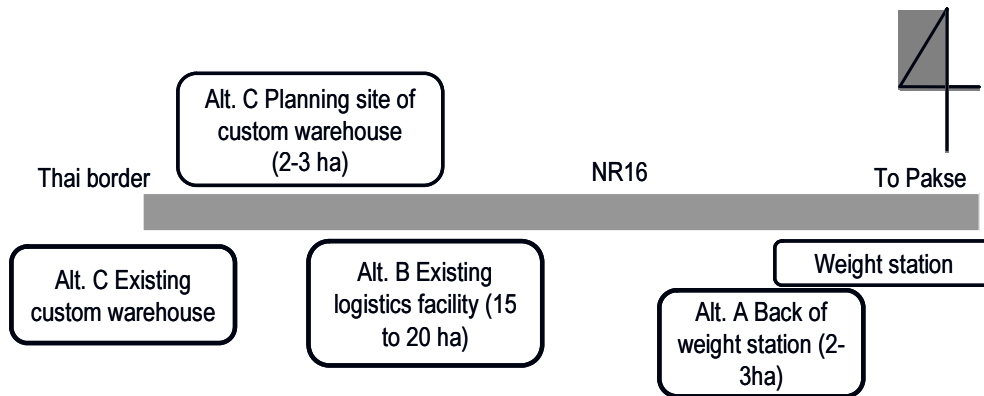 Alt. C Planning site of
custom warehouse
(2-3 ha)
Thai border
NR16
To Pakse
Alt. C Existing
custom warehouse
Alt. B Existing
logistics facility (15
to 20 ha)
Weight station
Alt. A Back of
weight station (2-
3ha)